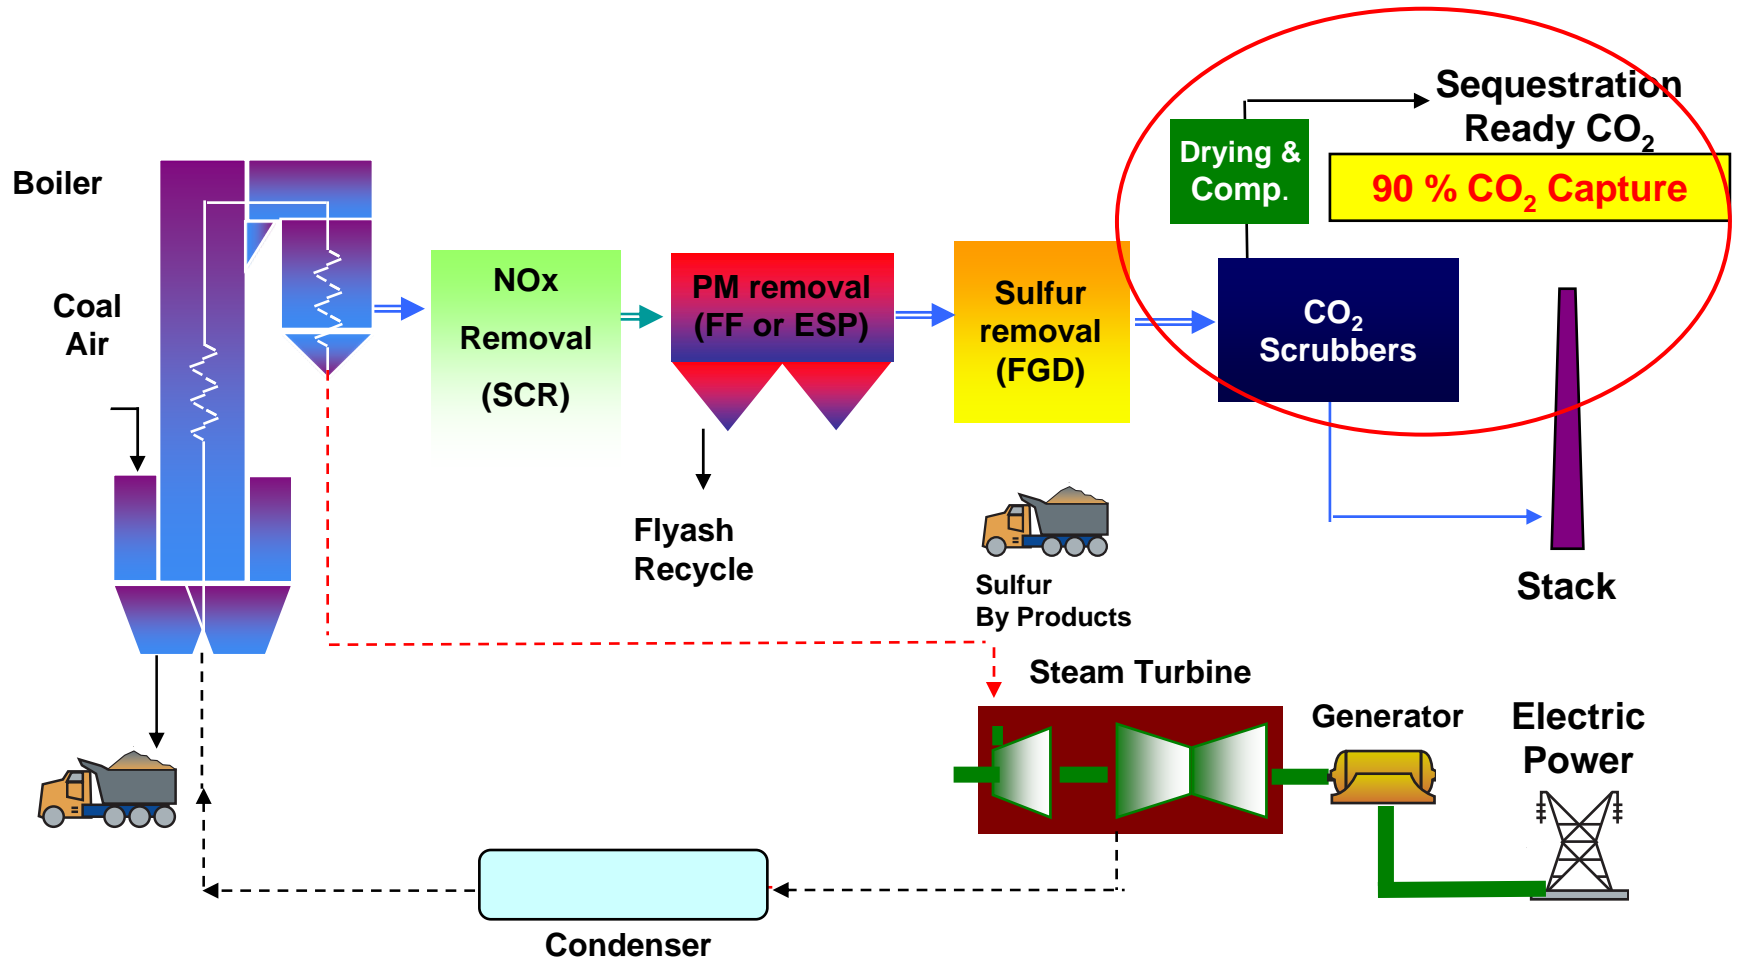 Sequestration
Ready CO₂
Drying &
Comp.
90 % CO₂ Capture
Boiler
Coal
Air
NOx
Removal
(SCR)
PM removal
(FF or ESP)
Sulfur
removal
(FGD)
CO₂
Scrubbers
Flyash
Recycle
Sulfur
By Products
Stack
Steam Turbine
Generator
Electric
Power
Condenser